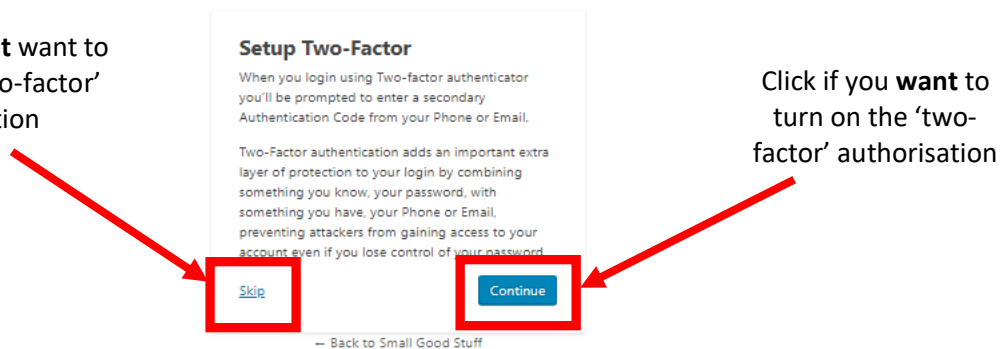 t want to
o-factor'
tion
Setup Two-Factor
When you login using Two-factor authenticator
you'll be prompted to enter a secondary
Authentication Code from your Phone or Email.
Two-Factor authentication adds an important extra
layer of protection to your login by combining
something you know, your password, with
something you have, your Phone or Email,
preventing attackers from gaining access to your
account even if you lose control of your password
Skip
Continue
← Back to Small Good Stuff
Click if you want to
turn on the ‘two-
factor’ authorisation